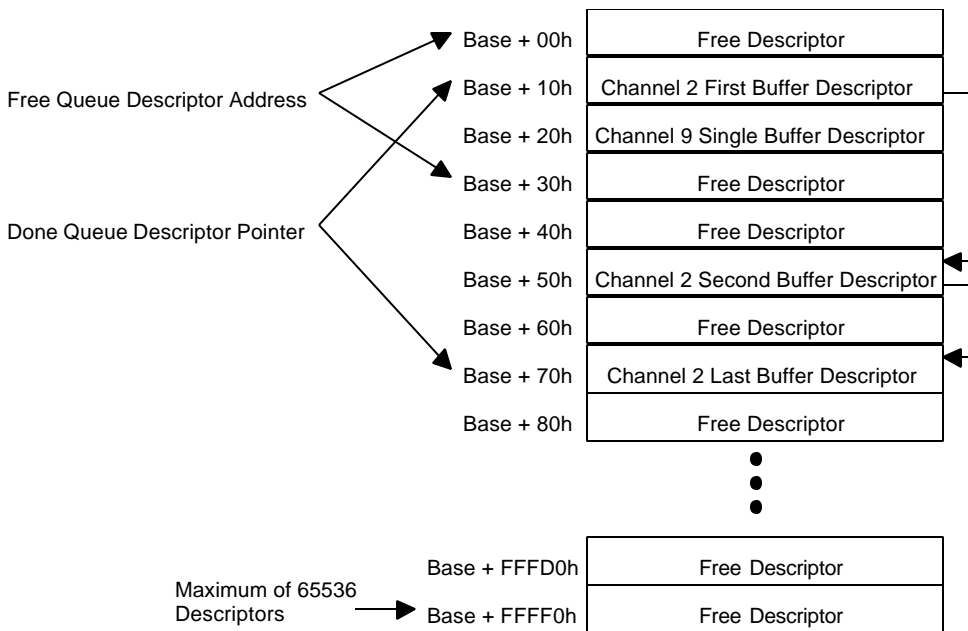 Base + 00h Free Descriptor
Free Queue Descriptor Address
Base + 10h Channel 2 First Buffer Descriptor
Base + 20h Channel 9 Single Buffer Descriptor
Base + 30h Free Descriptor
Done Queue Descriptor Pointer
Base + 40h Free Descriptor
Base + 50h Channel 2 Second Buffer Descriptor
Base + 60h Free Descriptor
Base + 70h Channel 2 Last Buffer Descriptor
Base + 80h Free Descriptor
Base + FFFD0h Free Descriptor
Maximum of 65536
Descriptors
Base + FFFF0h Free Descriptor